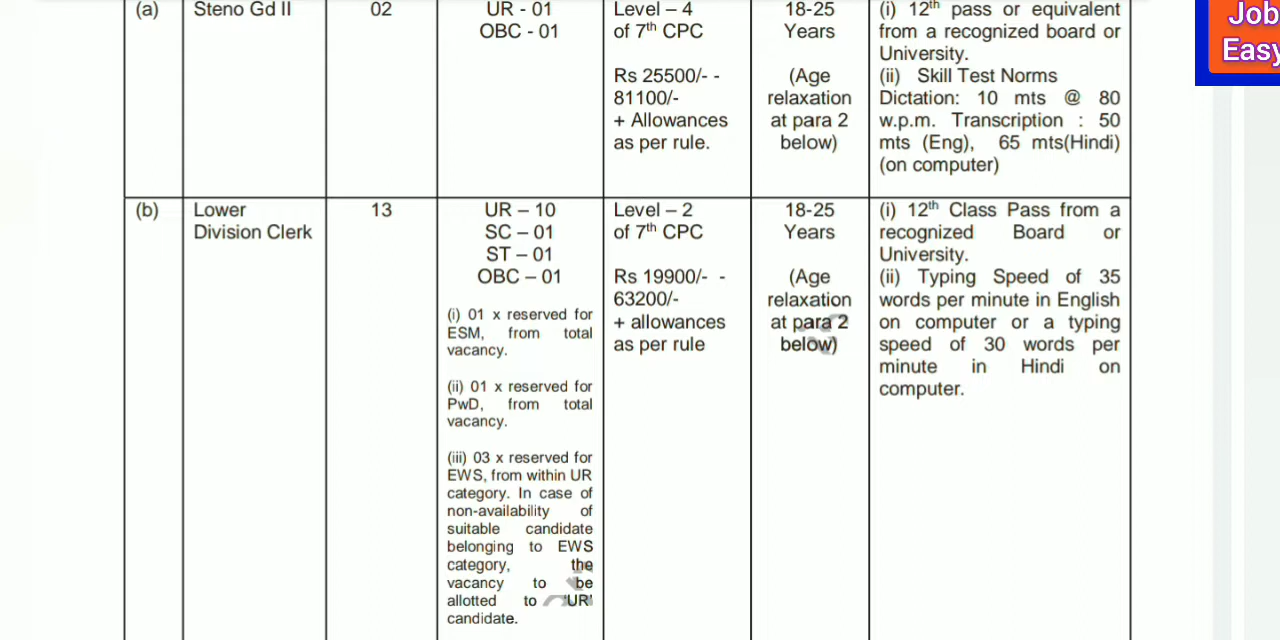 (a)
Steno Gd II
02
UR - 01
OBC - 01
Level – 4
of 7th CPC
Rs 25500/- -
81100/-
+ Allowances
as per rule.
18-25
Years
(Age
relaxation
at para 2
below)
(i) 12th pass or equivalent
from a recognized board or
University.
(ii) Skill Test Norms
Dictation: 10 mts @ 80
w.p.m. Transcription : 50
mts (Eng), 65 mts(Hindi)
(on computer)
(b)
Lower
Division Clerk
13
UR – 10
SC – 01
ST – 01
OBC – 01
(i) 01 x reserved for
ESM, from total
vacancy.
(ii) 01 x reserved for
PwD, from total
vacancy.
(iii) 03 x reserved for
EWS, from within UR
category. In case of
non-availability of
suitable candidate
belonging to EWS
category, the
vacancy to be
allotted to 'UR'
candidate.
Level – 2
of 7th CPC
Rs 19900/- -
63200/-
+ allowances
as per rule
18-25
Years
(Age
relaxation
at para 2
below)
(i) 12th Class Pass from a
recognized Board or
University.
(ii) Typing Speed of 35
words per minute in English
on computer or a typing
speed of 30 words per
minute in Hindi on
computer.
Job
Easy